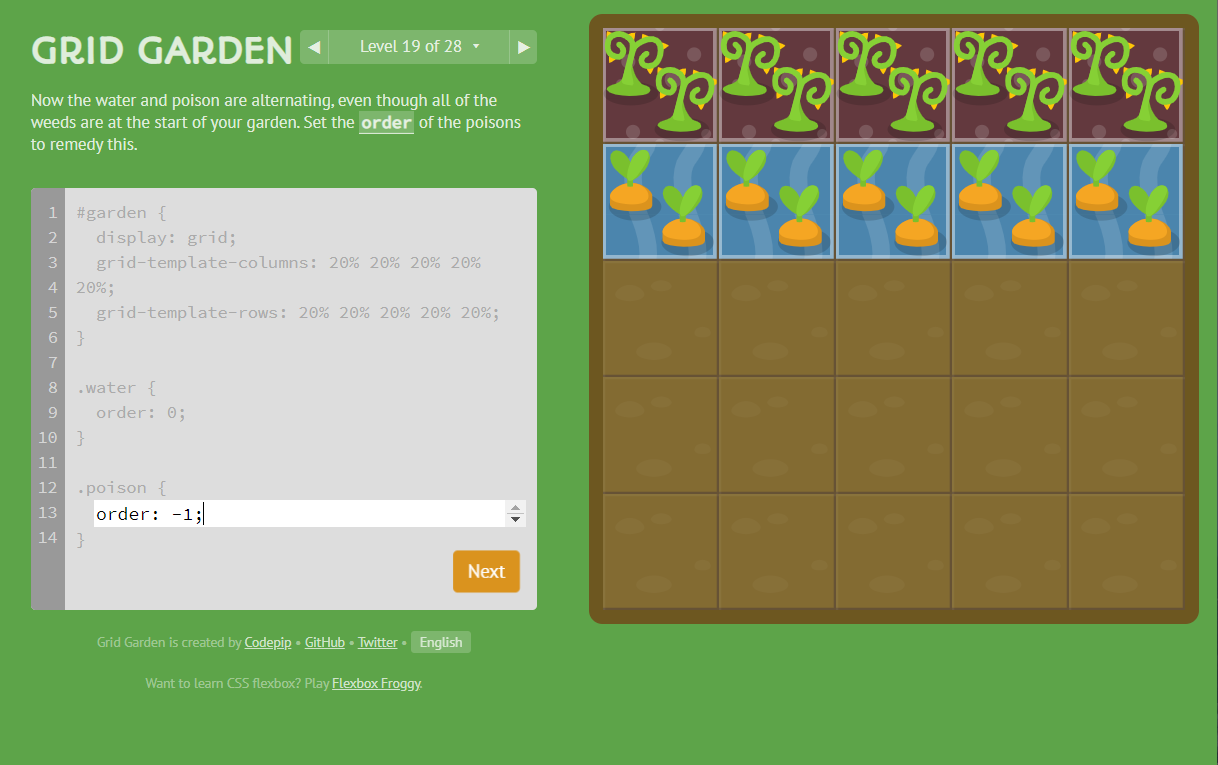 GRID GARDEN
Level 19 of 28
Now the water and poison are alternating, even though all of the
weeds are at the start of your garden. Set the order of the poisons
to remedy this.
1 #garden {
2 display: grid;
3 grid-template-columns: 20% 20% 20% 20%
4 20%;
5 grid-template-rows: 20% 20% 20% 20% 20%;
6 }
7
8 .water {
9 order: 0;
10 }
11
12 .poison {
13 order: -1;
14 }
Next
Grid Garden is created by Codepip • GitHub • Twitter • English
Want to learn CSS flexbox? Play Flexbox Froggy.